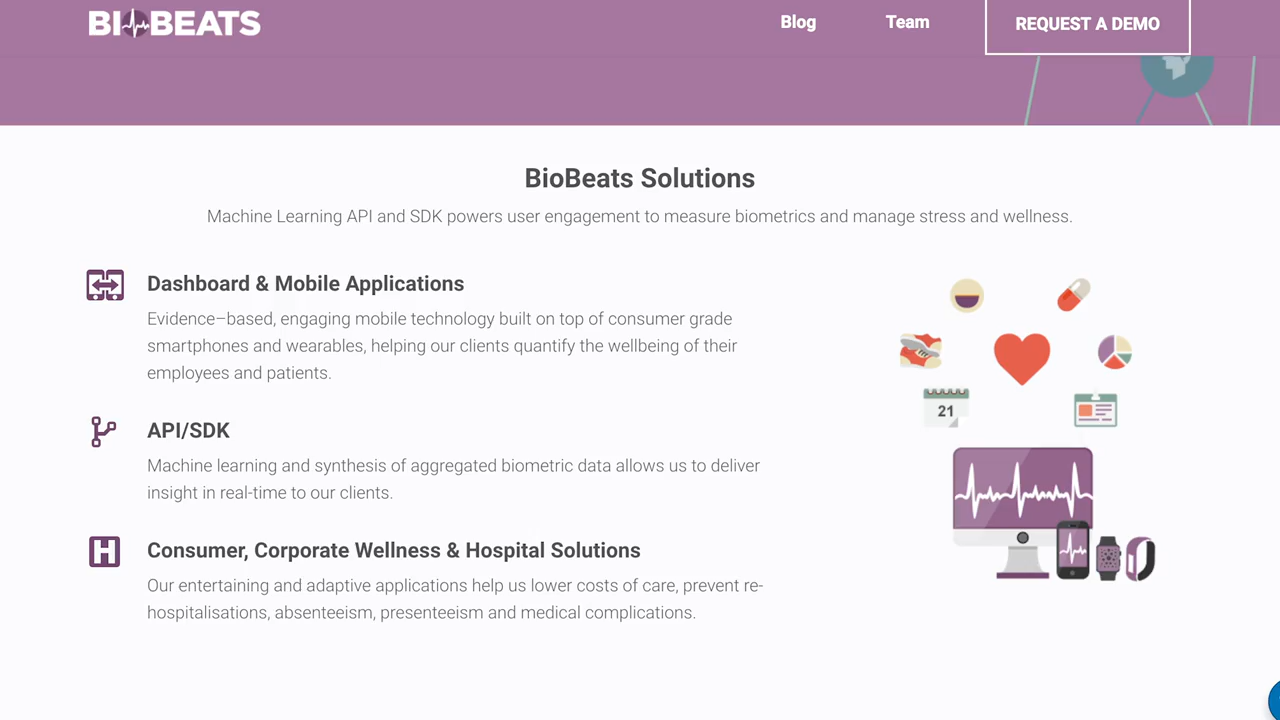 BIOBEATS
Blog
Team
REQUEST A DEMO
BioBeats Solutions
Machine Learning API and SDK powers user engagement to measure biometrics and manage stress and wellness.
Dashboard & Mobile Applications
Evidence–based, engaging mobile technology built on top of consumer grade
smartphones and wearables, helping our clients quantify the wellbeing of their
employees and patients.
API/SDK
Machine learning and synthesis of aggregated biometric data allows us to deliver
insight in real-time to our clients.
H
Consumer, Corporate Wellness & Hospital Solutions
Our entertaining and adaptive applications help us lower costs of care, prevent re-
hospitalisations, absenteeism, presenteeism and medical complications.
21